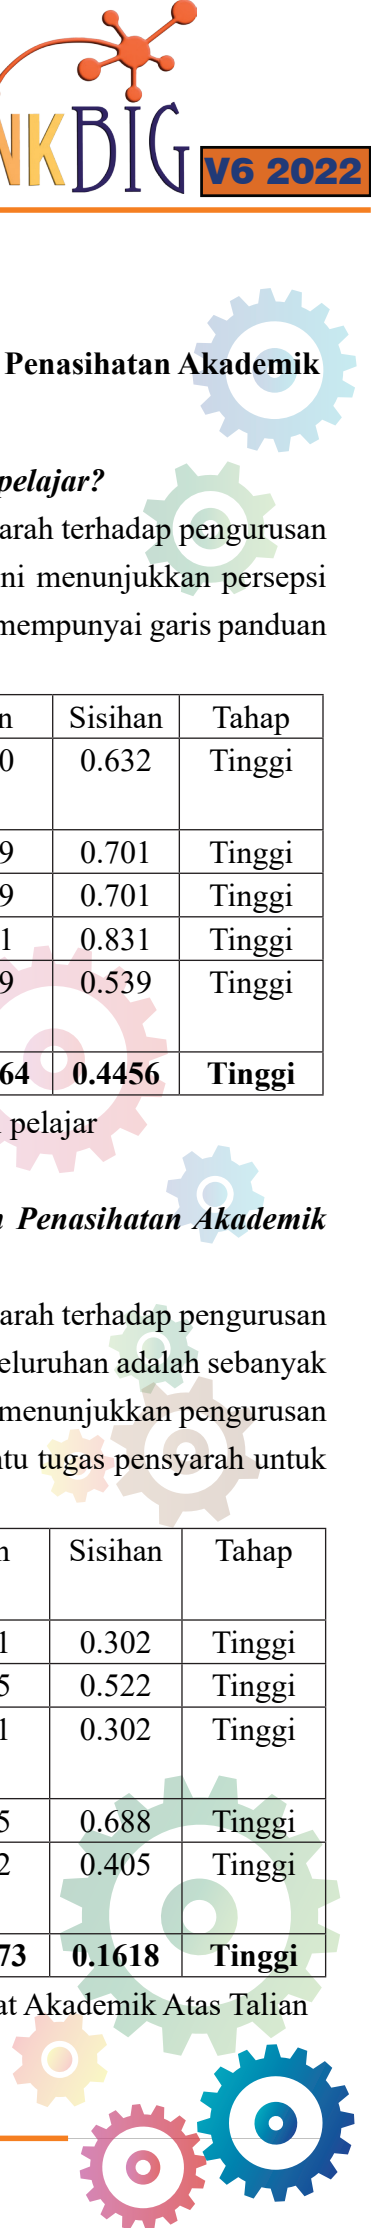 NKBIG
V6 2022
Penasihatan Akademik
pelajar?
arah terhadap pengurusan
ni menunjukkan persepsi
mempunyai garis panduan
n Sisihan Tahap
0 0.632 Tinggi
9 0.701 Tinggi
9 0.701 Tinggi
1 0.831 Tinggi
9 0.539 Tinggi
64 0.4456 Tinggi
pelajar
n Penasihatan Akademik
arah terhadap pengurusan
eluruhan adalah sebanyak
menunjukkan pengurusan
ntu tugas pensyarah untuk
n Sisihan Tahap
1 0.302 Tinggi
5 0.522 Tinggi
1 0.302 Tinggi
5 0.688 Tinggi
2 0.405 Tinggi
73 0.1618 Tinggi
at Akademik Atas Talian